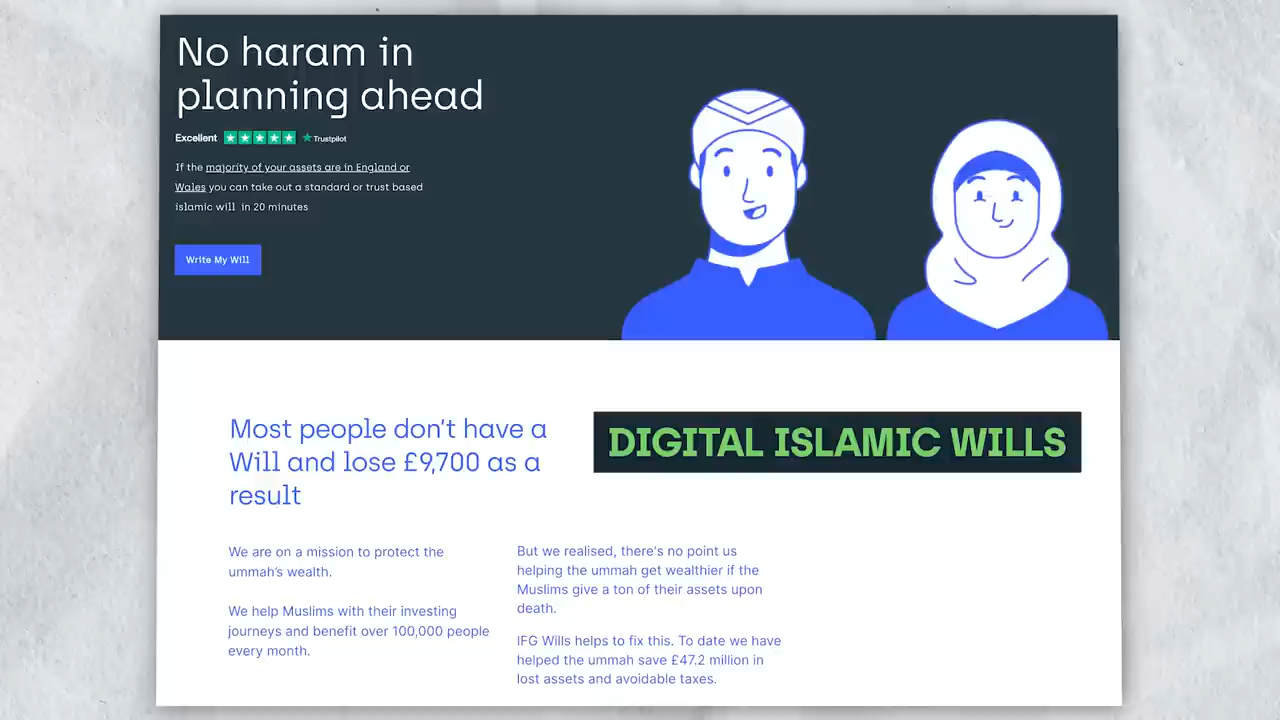 No haram in
planning ahead
Excellent Trustpilot
If the majority of your assets are in England or
Wales you can take out a standard or trust based
islamic will in 20 minutes
Write My Will
Most people don't have a
Will and lose £9,700 as a
result
DIGITAL ISLAMIC WILLS
We are on a mission to protect the
ummah's wealth.
We help Muslims with their investing
journeys and benefit over 100,000 people
every month.
But we realised, there's no point us
helping the ummah get wealthier if the
Muslims give a ton of their assets upon
death.
IFG Wills helps to fix this. To date we have
helped the ummah save £47.2 million in
lost assets and avoidable taxes.